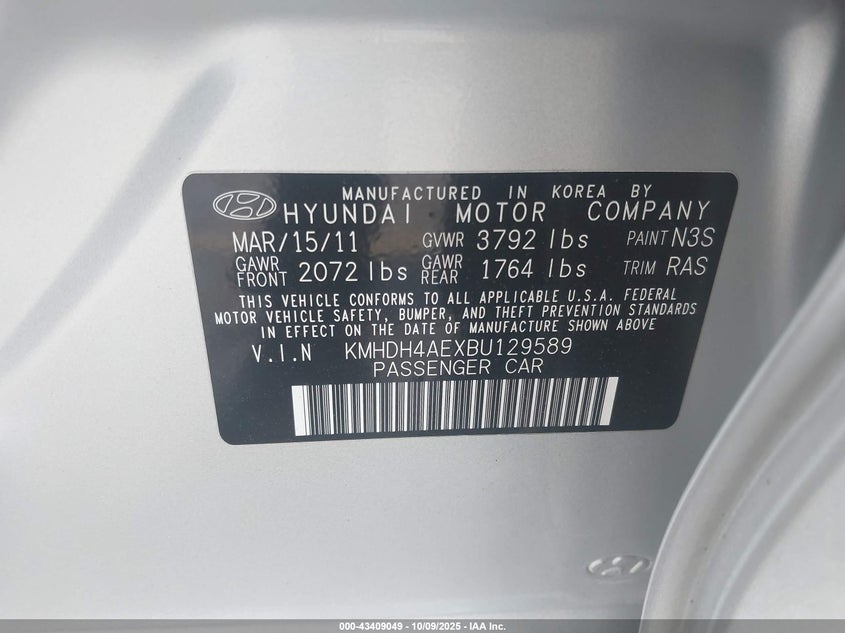 MANUFACTURED IN KOREA BY
HYUNDAI MOTOR COMPANY
MAR/15/11 GVWR 3792 lbs PAINT N3S
GAWR FRONT 2072 lbs GAWR REAR 1764 lbs TRIM RAS
THIS VEHICLE CONFORMS TO ALL APPLICABLE U.S.A. FEDERAL
MOTOR VEHICLE SAFETY, BUMPER, AND THEFT PREVENTION STANDARDS
IN EFFECT ON THE DATE OF MANUFACTURE SHOWN ABOVE
V.I.N KMHDH4AEXBU129589
PASSENGER CAR
000-43409049 - 10/09/2025 - IAA Inc.